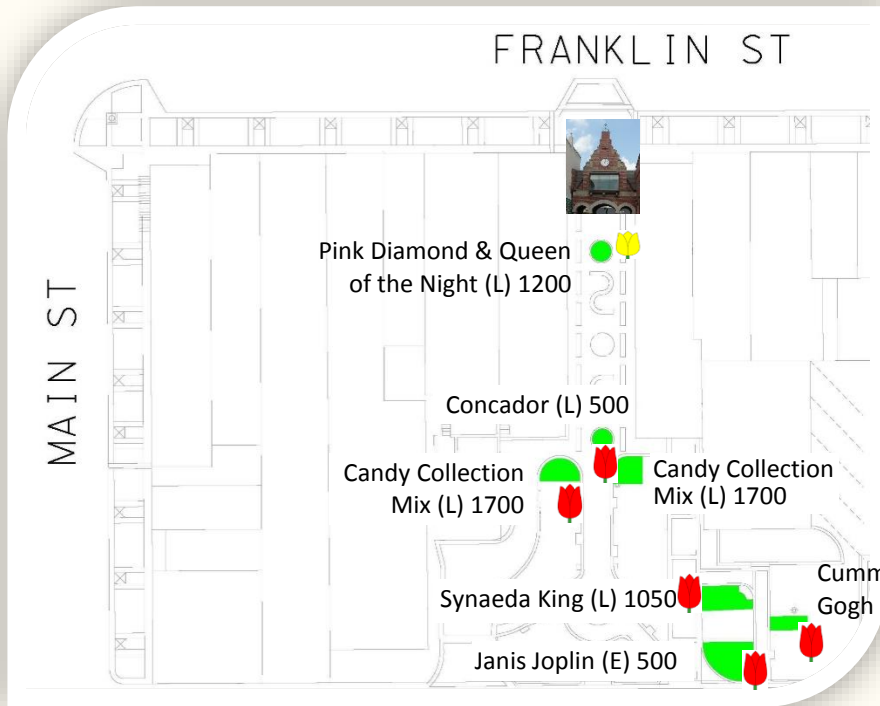 FRANKLIN ST
MAIN ST
Pink Diamond & Queen
of the Night (L) 1200
Concador (L) 500
Candy Collection
Mix (L) 1700
Candy Collection
Mix (L) 1700
Synaeda King (L) 1050
Cumm
Gogh
Janis Joplin (E) 500